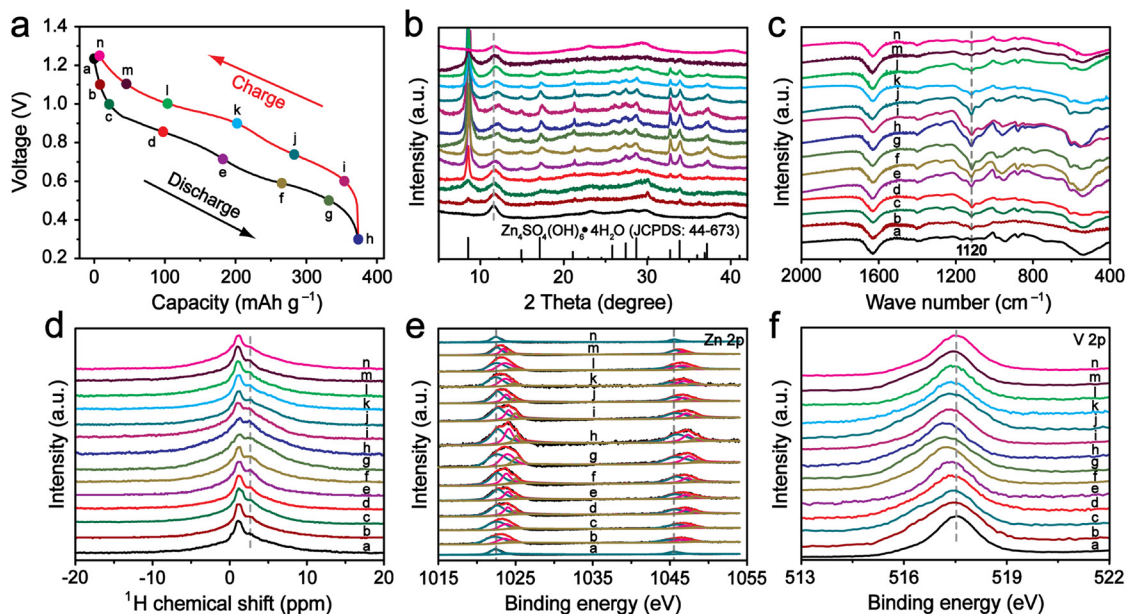 a
Voltage (V)
1.4
1.2
1.0
0.8
0.6
0.4
0.2
0
100
200
300
400
Capacity (mAh g⁻¹)
n
a
b
m
c
l
Charge
k
d
j
e
i
f
g
h
Discharge
b
Intensity (a.u.)
Zn₄SO₄(OH)₆•4H₂O (JCPDS: 44-673)
10
20
30
40
2 Theta (degree)
c
Intensity (a.u.)
n
m
l
k
j
i
h
g
f
e
d
c
b
a
1120
2000
1600
1200
800
400
Wave number (cm⁻¹)
d
Intensity (a.u.)
n
m
l
k
j
i
h
g
f
e
d
c
b
a
-20
-10
0
10
20
¹H chemical shift (ppm)
e
Intensity (a.u.)
Zn 2p
n
m
l
k
j
i
h
g
f
e
d
c
b
a
1015
1025
1035
1045
1055
Binding energy (eV)
f
Intensity (a.u.)
V 2p
n
m
l
k
j
i
h
g
f
e
d
c
b
a
513
516
519
522
Binding energy (eV)